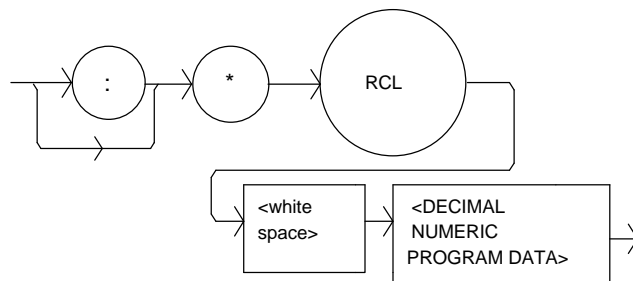 :
*
RCL
<white
space>
<DECIMAL
NUMERIC
PROGRAM DATA>